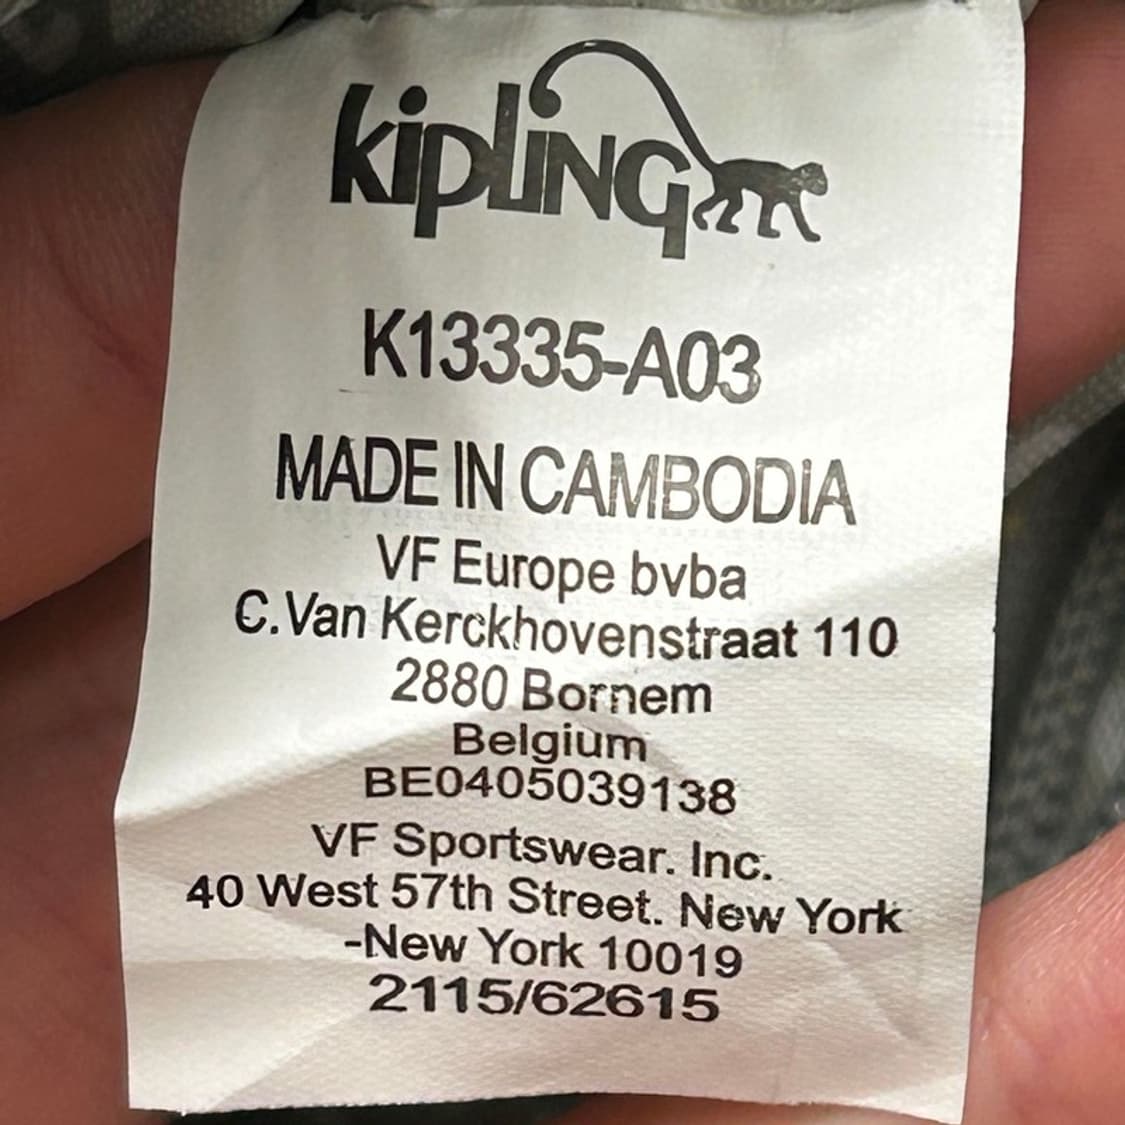 kipling
K13335-A03
MADE IN CAMBODIA
VF Europe bvba
C.Van Kerckhovenstraat 110
2880 Bornem
Belgium
BE0405039138
VF Sportswear. Inc.
40 West 57th Street. New York
-New York 10019
2115/62615